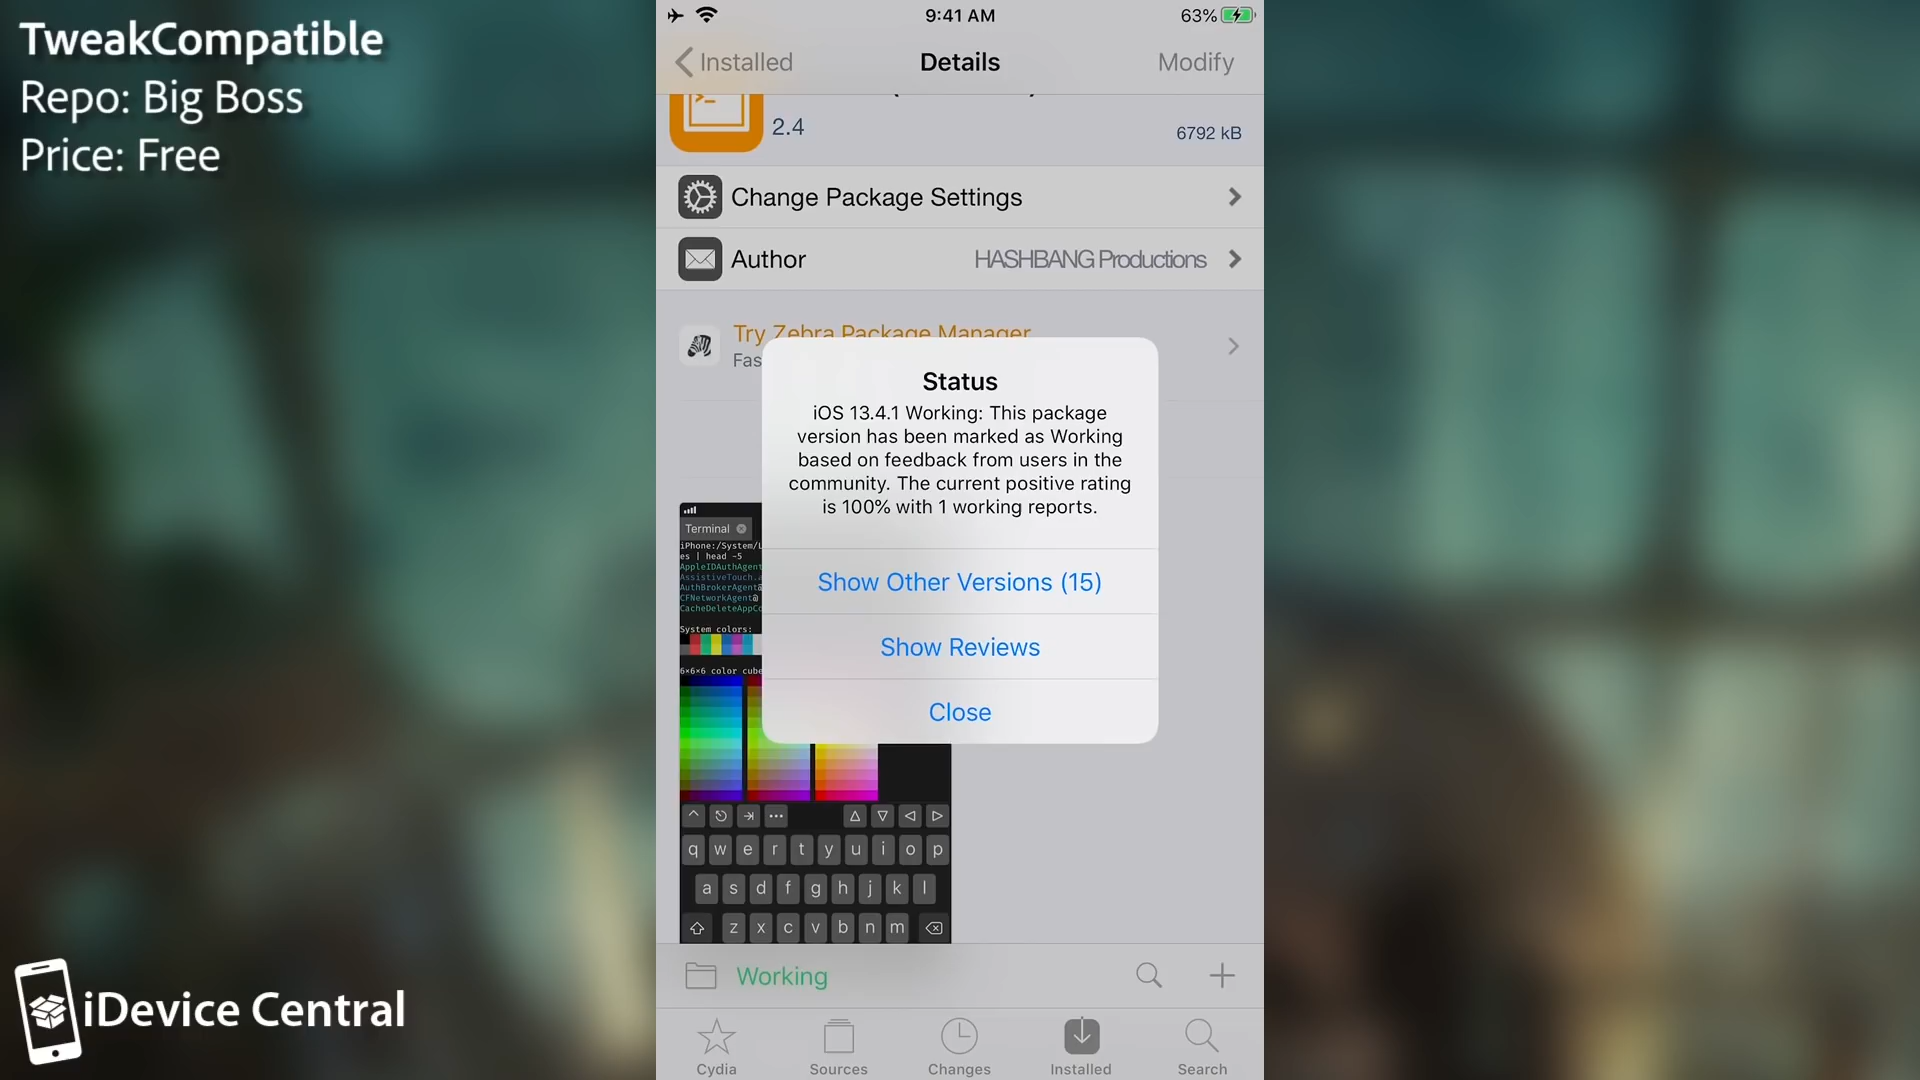 TweakCompatible
Repo: Big Boss
Price: Free
9:41 AM
63%
Installed
Details
Modify
2.4
6792 kB
Change Package Settings
Author
HASHBANG Productions
Try Zebra Package Manager
Fas
Status
iOS 13.4.1 Working: This package
version has been marked as Working
based on feedback from users in the
community. The current positive rating
is 100% with 1 working reports.
Show Other Versions (15)
Show Reviews
Close
Terminal
iPhone:/System/L
es | head -5
AppleIDAuthAgent
AssistiveTouch.a
AuthBrokerAgent@
CFNetworkAgent@
CacheDeleteAppCo
System colors:
6×6×6 color cube
q w e r t y u i o p
a s d f g h j k l
z x c v b n m
Working
Cydia
Sources
Changes
Installed
Search
iDevice Central